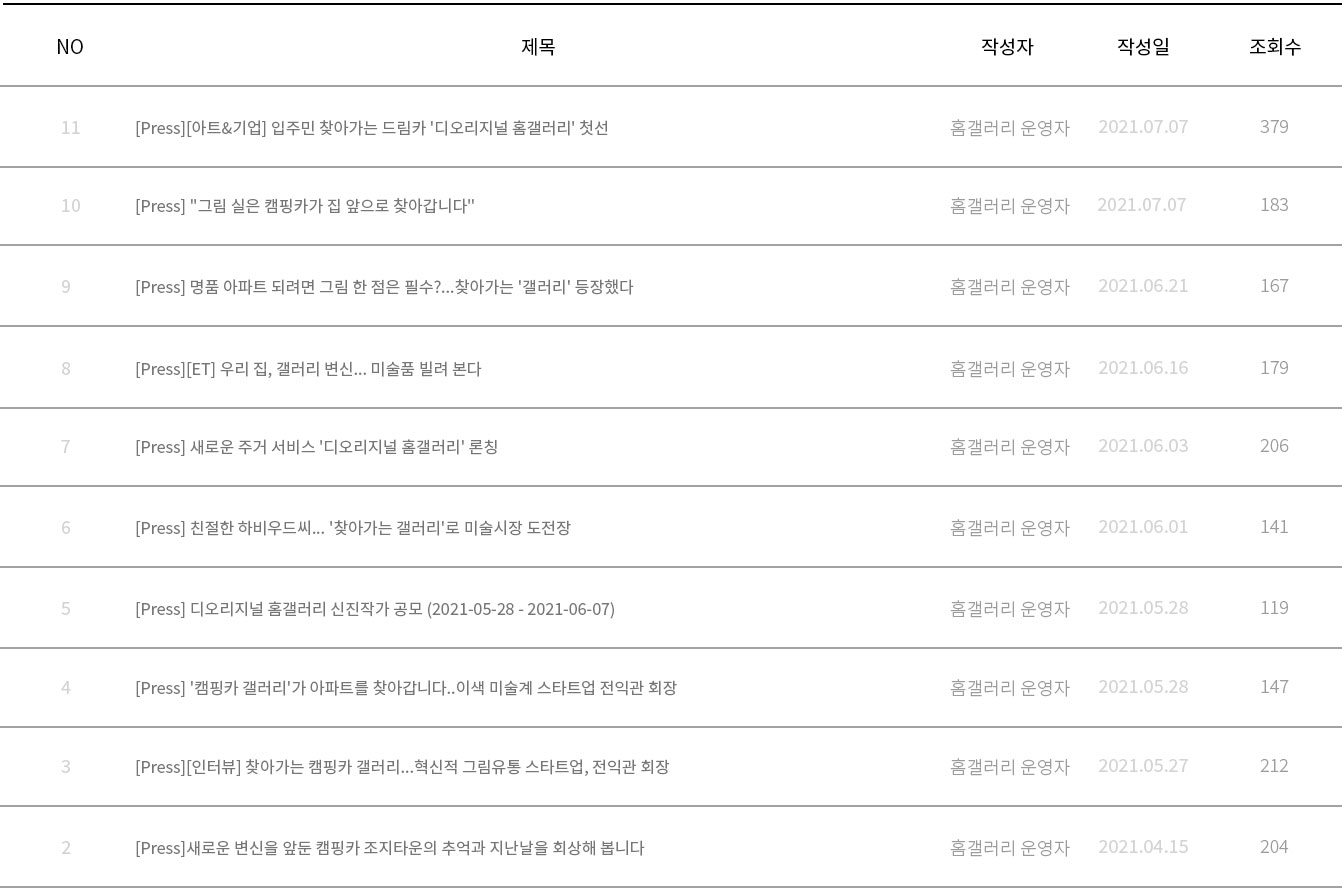 NO 제목 작성자 작성일 조회수
11 [Press][아트&기업] 입주민 찾아가는 드림카 '디오리지널 홈갤러리' 첫선 홈갤러리 운영자 2021.07.07 379
10 [Press] "그림 실은 캠핑카가 집 앞으로 찾아갑니다" 홈갤러리 운영자 2021.07.07 183
9 [Press] 명품 아파트 되려면 그림 한 점은 필수?...찾아가는 '갤러리' 등장했다 홈갤러리 운영자 2021.06.21 167
8 [Press][ET] 우리 집, 갤러리 변신... 미술품 빌려 본다 홈갤러리 운영자 2021.06.16 179
7 [Press] 새로운 주거 서비스 '디오리지널 홈갤러리' 론칭 홈갤러리 운영자 2021.06.03 206
6 [Press] 친절한 하비우드씨... '찾아가는 갤러리'로 미술시장 도전장 홈갤러리 운영자 2021.06.01 141
5 [Press] 디오리지널 홈갤러리 신진작가 공모 (2021-05-28 - 2021-06-07) 홈갤러리 운영자 2021.05.28 119
4 [Press] '캠핑카 갤러리'가 아파트를 찾아갑니다..이색 미술계 스타트업 전익관 회장 홈갤러리 운영자 2021.05.28 147
3 [Press][인터뷰] 찾아가는 캠핑카 갤러리...혁신적 그림유통 스타트업, 전익관 회장 홈갤러리 운영자 2021.05.27 212
2 [Press]새로운 변신을 앞둔 캠핑카 조지타운의 추억과 지난날을 회상해 봅니다 홈갤러리 운영자 2021.04.15 204